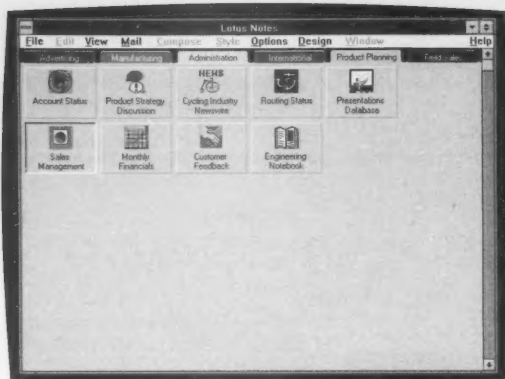 Lotus Notes
File Edit View Mail Compose Style Options Design Window Help
Advertising Manufacturing Administration International Product Planning
Account Status
Product Strategy
Discussion
NEWS
Cycling Industry
Newswire
Routing Status
Presentations
Database
Sales
Management
Monthly
Financials
Customer
Feedback
Engineering
Notebook